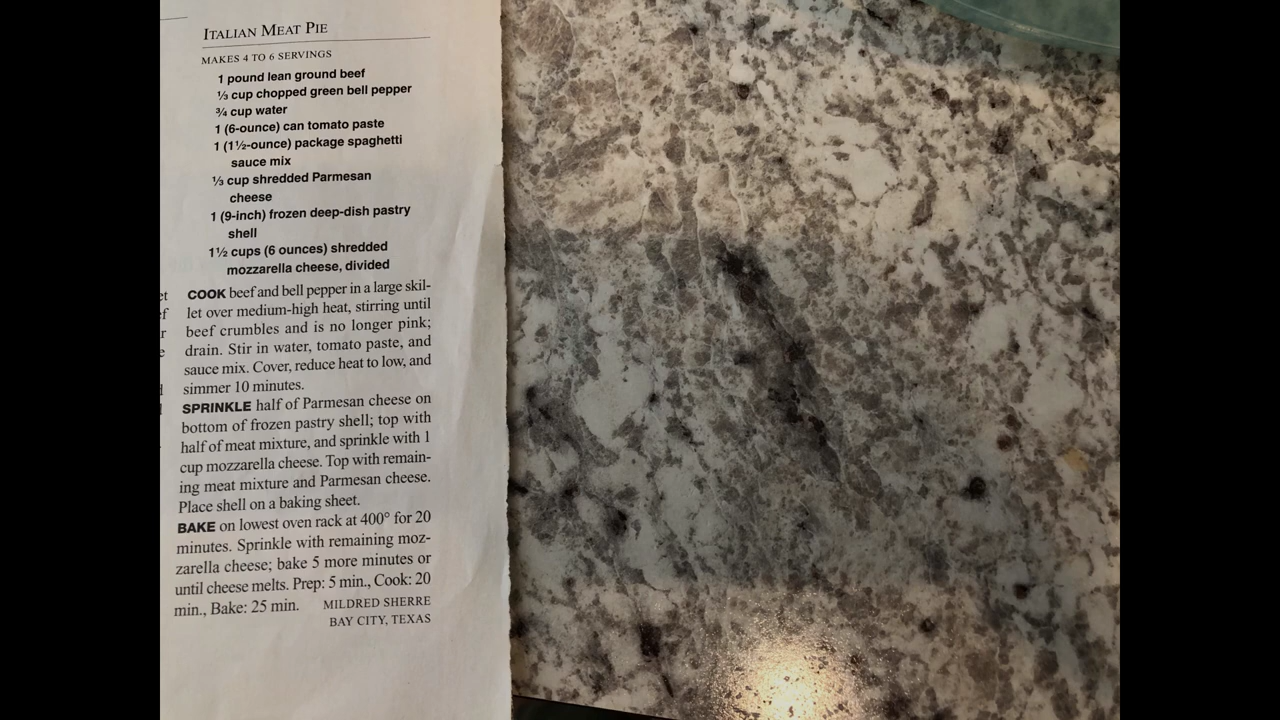 ITALIAN MEAT PIE
MAKES 4 TO 6 SERVINGS
1 pound lean ground beef
⅓ cup chopped green bell pepper
¾ cup water
1 (6-ounce) can tomato paste
1 (1½-ounce) package spaghetti
sauce mix
⅓ cup shredded Parmesan
cheese
1 (9-inch) frozen deep-dish pastry
shell
1½ cups (6 ounces) shredded
mozzarella cheese, divided
COOK beef and bell pepper in a large skil-
let over medium-high heat, stirring until
beef crumbles and is no longer pink;
drain. Stir in water, tomato paste, and
sauce mix. Cover, reduce heat to low, and
simmer 10 minutes.
SPRINKLE half of Parmesan cheese on
bottom of frozen pastry shell; top with
half of meat mixture, and sprinkle with 1
cup mozzarella cheese. Top with remain-
ing meat mixture and Parmesan cheese.
Place shell on a baking sheet.
BAKE on lowest oven rack at 400° for 20
minutes. Sprinkle with remaining moz-
zarella cheese; bake 5 more minutes or
until cheese melts. Prep: 5 min., Cook: 20
min., Bake: 25 min. MILDRED SHERRE
BAY CITY, TEXAS